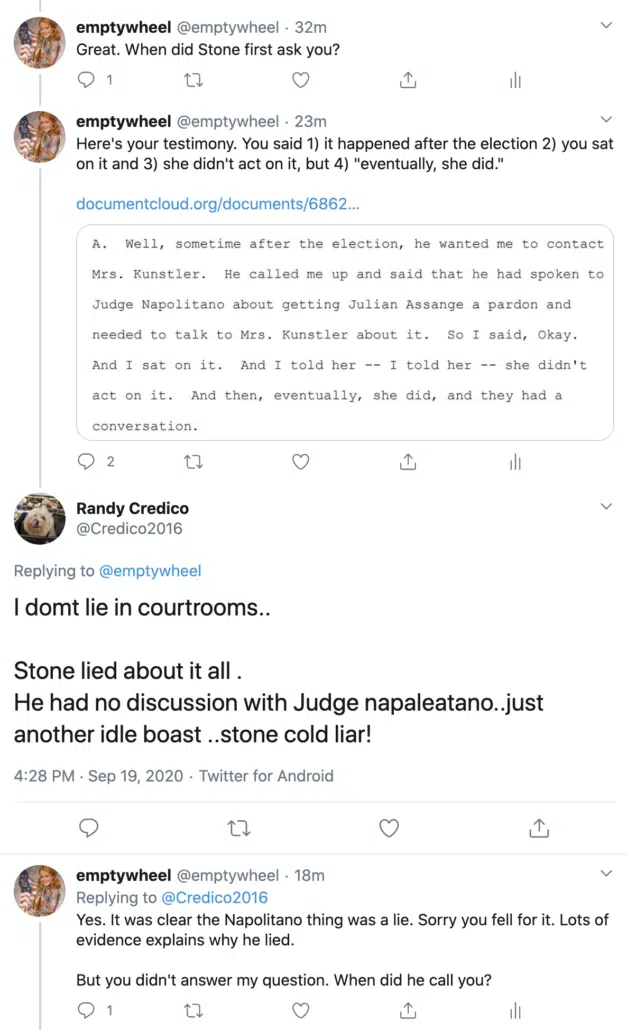 emptywheel @emptywheel · 32m
Great. When did Stone first ask you?
1
emptywheel @emptywheel · 23m
Here's your testimony. You said 1) it happened after the election 2) you sat
on it and 3) she didn't act on it, but 4) "eventually, she did."
documentcloud.org/documents/6862...
A. Well, sometime after the election, he wanted me to contact
Mrs. Kunstler. He called me up and said that he had spoken to
Judge Napolitano about getting Julian Assange a pardon and
needed to talk to Mrs. Kunstler about it. So I said, Okay.
And I sat on it. And I told her -- I told her -- she didn't
act on it. And then, eventually, she did, and they had a
conversation.
2
Randy Credico
@Credico2016
Replying to @emptywheel
I domt lie in courtrooms..
Stone lied about it all .
He had no discussion with Judge napaleatano..just
another idle boast ..stone cold liar!
4:28 PM · Sep 19, 2020 · Twitter for Android
emptywheel @emptywheel · 18m
Replying to @Credico2016
Yes. It was clear the Napolitano thing was a lie. Sorry you fell for it. Lots of
evidence explains why he lied.
But you didn't answer my question. When did he call you?
1